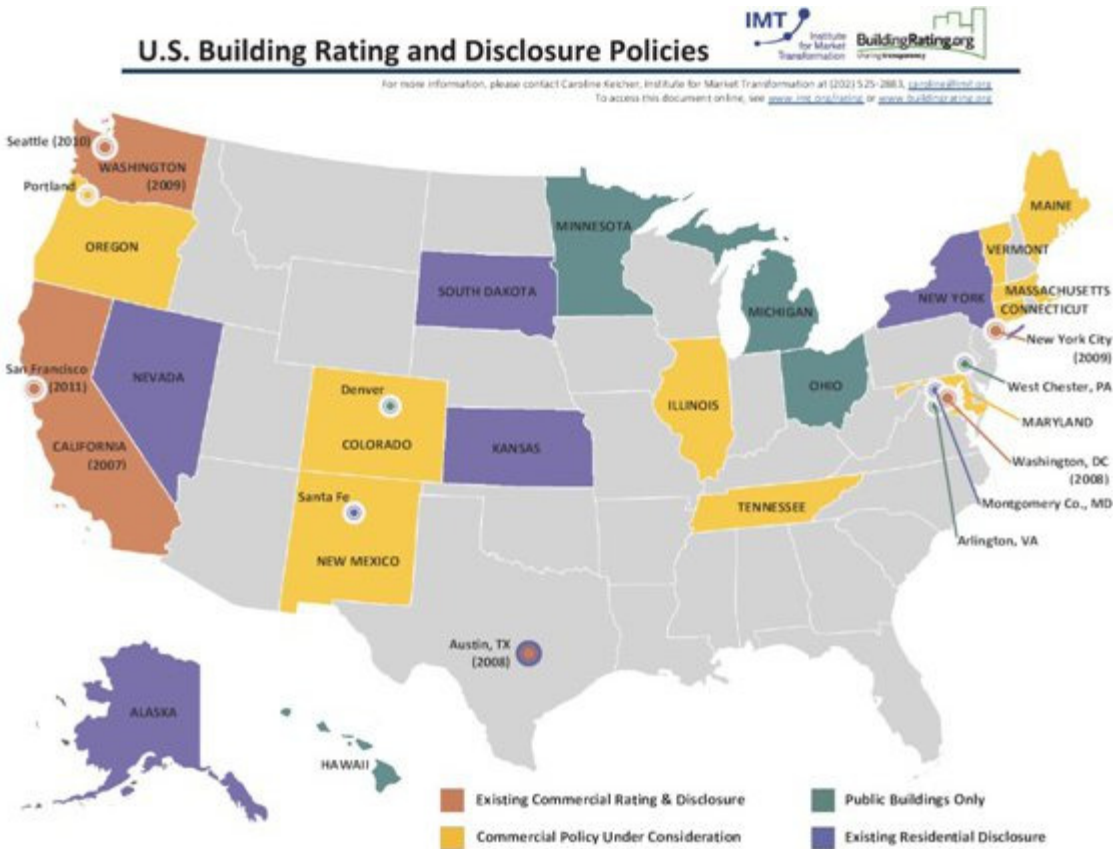 U.S. Building Rating and Disclosure Policies
IMT
Institute
for Market
Transformation
BuildingRating.org
sharing transparency
For more information, please contact Caroline Keicher, Institute for Market Transformation at (202) 525-2883, caroline@imt.org
To access this document online, see www.imt.org/rating or www.buildingrating.org
Seattle (2010)
WASHINGTON
(2009)
Portland
OREGON
San Francisco
(2011)
CALIFORNIA
(2007)
NEVADA
SOUTH DAKOTA
MINNESOTA
MICHIGAN
OHIO
ILLINOIS
Denver
COLORADO
KANSAS
Santa Fe
NEW MEXICO
TENNESSEE
Austin, TX
(2008)
MAINE
VERMONT
MASSACHUSETTS
NEW YORK
CONNECTICUT
New York City
(2009)
West Chester, PA
MARYLAND
Washington, DC
(2008)
Montgomery Co., MD
Arlington, VA
ALASKA
HAWAII
Existing Commercial Rating & Disclosure
Public Buildings Only
Commercial Policy Under Consideration
Existing Residential Disclosure